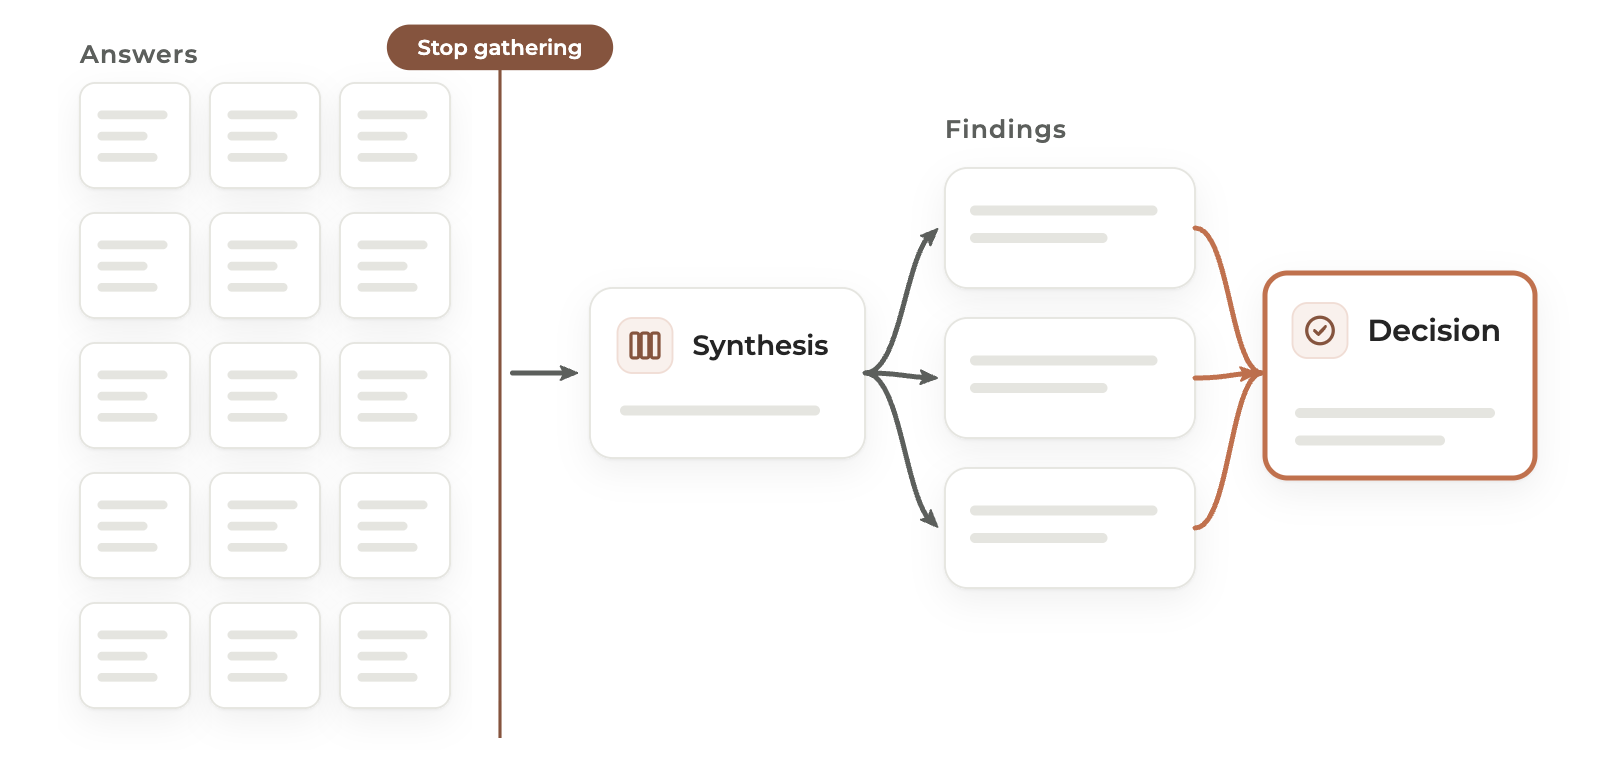 Answers
Stop gathering
Findings
Synthesis
Decision